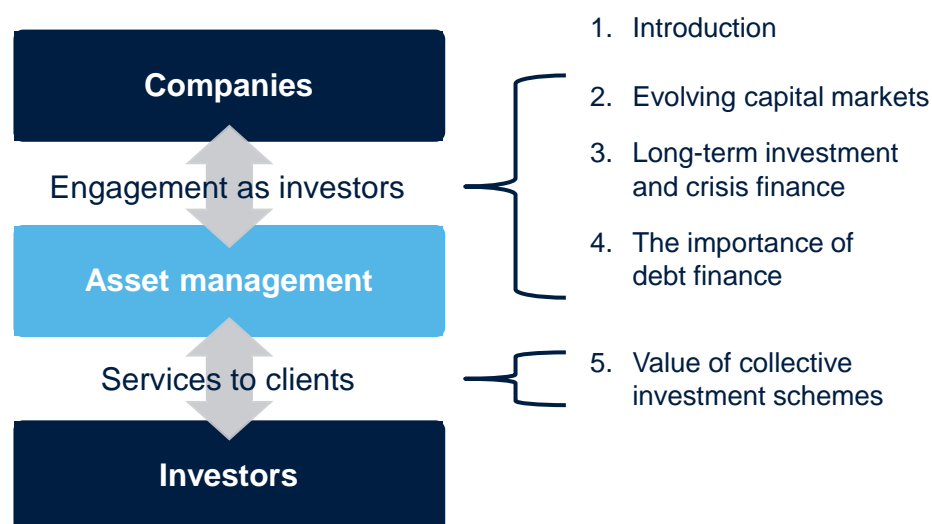 Companies
Engagement as investors
Asset management
Services to clients
Investors
1. Introduction
2. Evolving capital markets
3. Long-term investment
and crisis finance
4. The importance of
debt finance
5. Value of collective
investment schemes